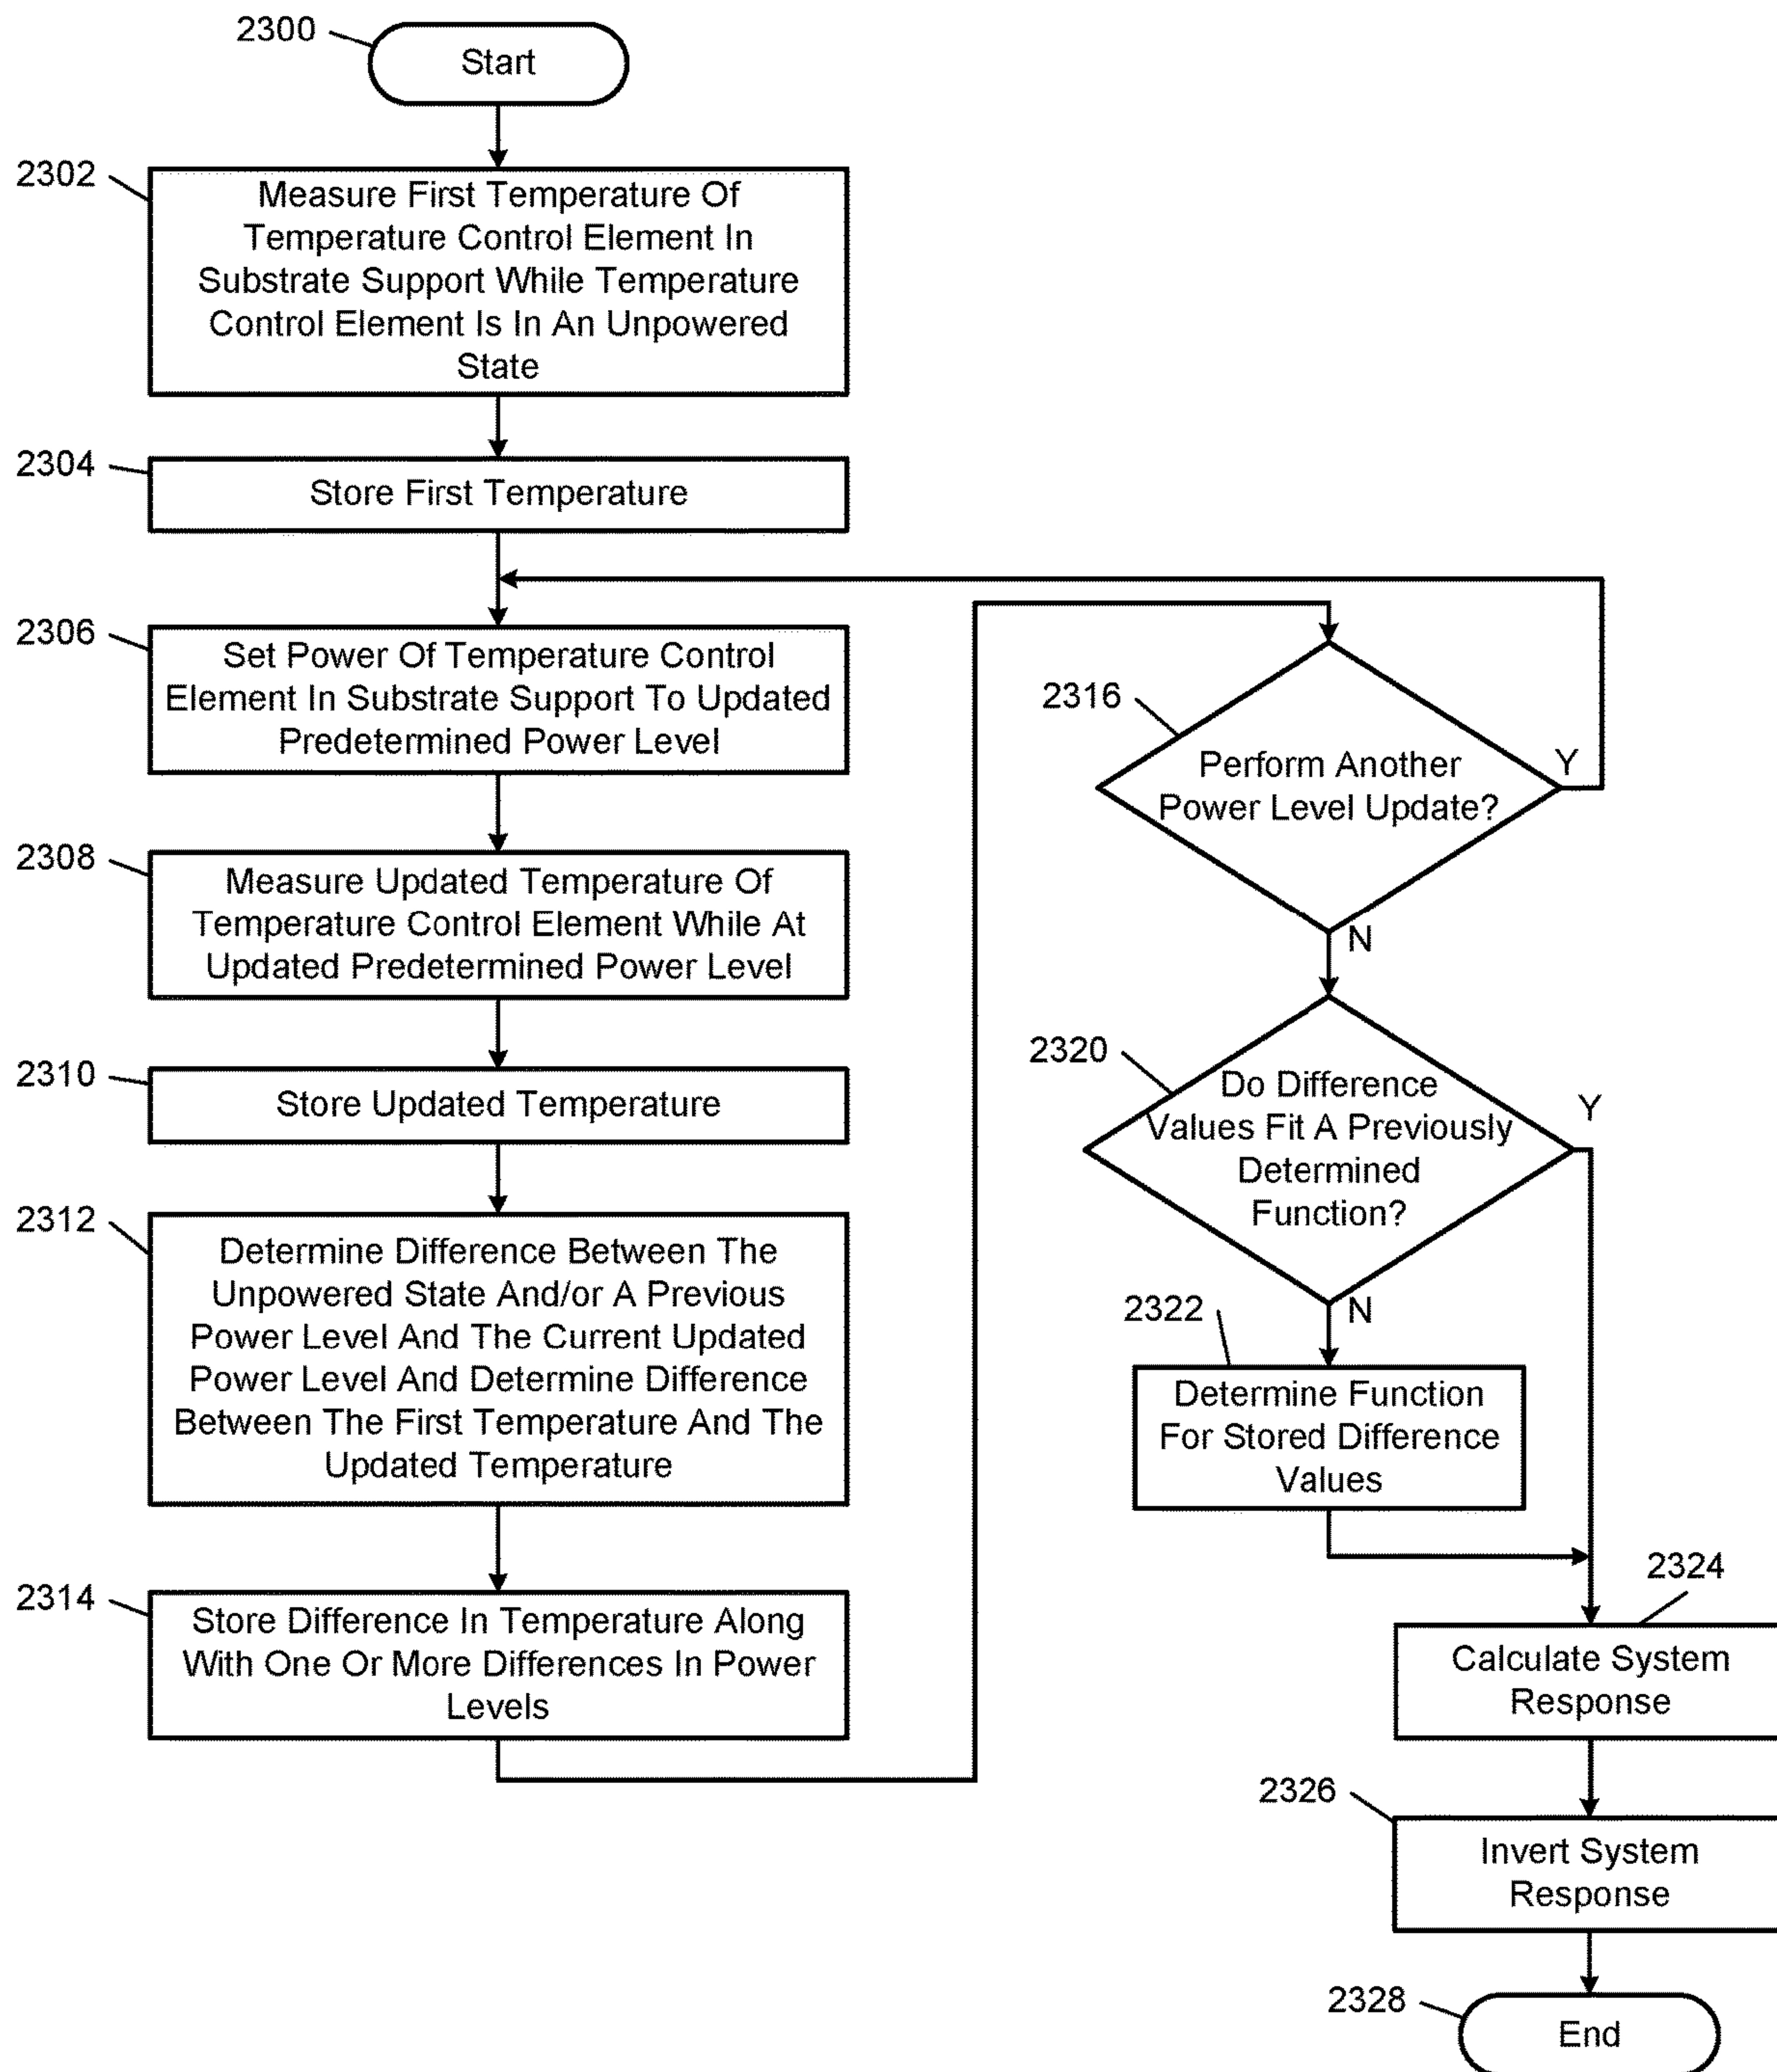 2300
Start
2302
Measure First Temperature Of
Temperature Control Element In
Substrate Support While Temperature
Control Element Is In An Unpowered
State
2304
Store First Temperature
2306
Set Power Of Temperature Control
Element In Substrate Support To Updated
Predetermined Power Level
2308
Measure Updated Temperature Of
Temperature Control Element While At
Updated Predetermined Power Level
2310
Store Updated Temperature
2312
Determine Difference Between The
Unpowered State And/or A Previous
Power Level And The Current Updated
Power Level And Determine Difference
Between The First Temperature And The
Updated Temperature
2314
Store Difference In Temperature Along
With One Or More Differences In Power
Levels
2316
Perform Another
Power Level Update?
Y
N
2320
Do Difference
Values Fit A Previously
Determined
Function?
Y
N
2322
Determine Function
For Stored Difference
Values
2324
Calculate System
Response
2326
Invert System
Response
2328
End